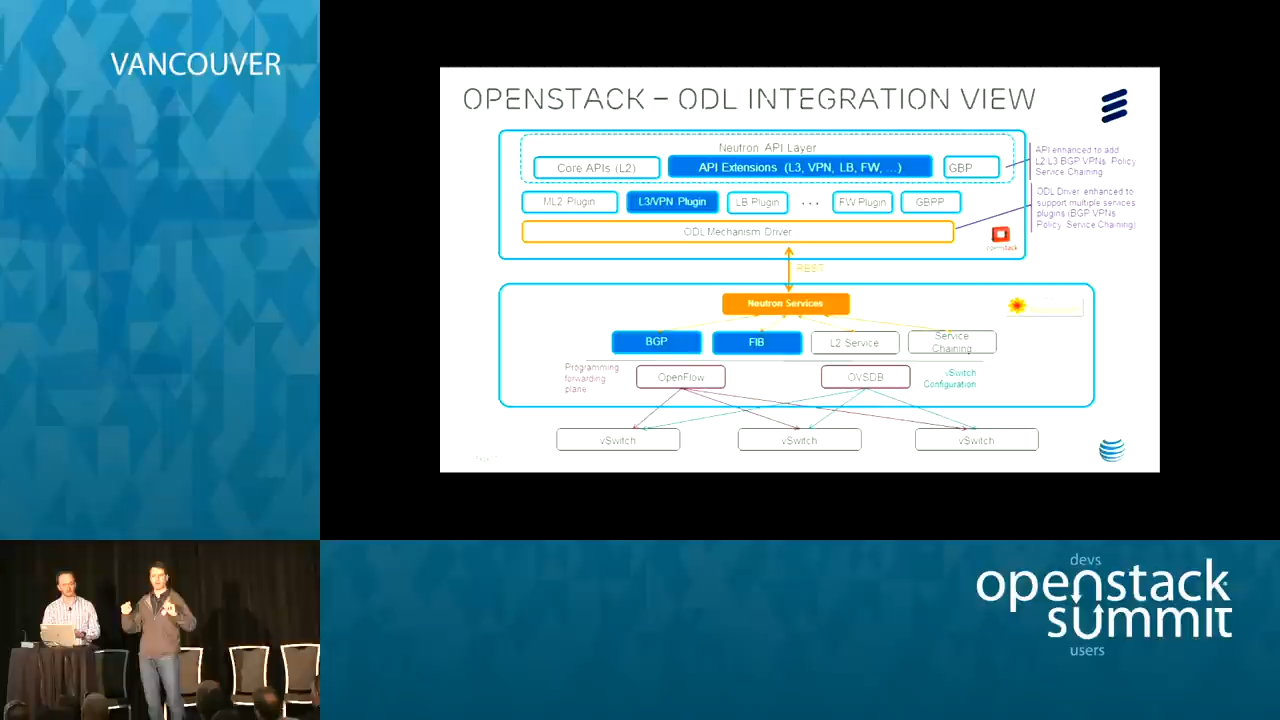 VANCOUVER
OPENSTACK – ODL INTEGRATION VIEW
Neutron API Layer
Core APIs (L2)
API Extensions (L3, VPN, LB, FW, ...)
GBP
API enhanced to add
L2-L3 BGP VPNs, Policy
Service Chaining
ML2 Plugin
L3/VPN Plugin
LB Plugin
...
FW Plugin
GBPP
ODL Driver enhanced to
support multiple services
plugins (BGP VPNs
Policy, Service Chaining)
ODL Mechanism Driver
openstack
REST
Neutron Services
BGP
FIB
L2 Service
Service
Chaining
Programming
forwarding
plane
OpenFlow
OVSDB
vSwitch
Configuration
vSwitch
vSwitch
vSwitch
devs
openstack
summit
users